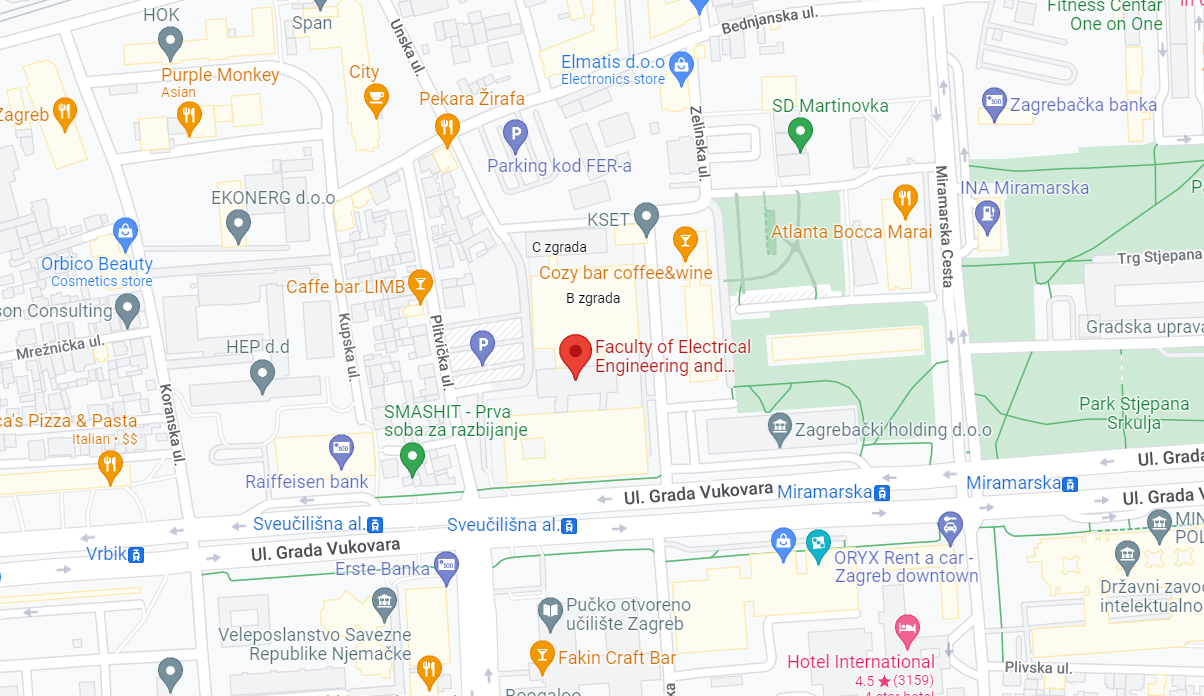 HOK
Span
Unska ul.
Bednjanska ul.
Fitness Centar
One on One
Elmatis d.o.o
Electronics store
Purple Monkey
Asian
City
Pekara Žirafa
Zagreb
SD Martinovka
Zagrebačka banka
Parking kod FER-a
Zelinska ul.
Miramarska Cesta
INA Miramarska
EKONERG d.o.o
KSET
Atlanta Bocca Marai
C zgrada
Orbico Beauty
Cosmetics store
Cozy bar coffee&wine
Trg Stjepana
Caffe bar LIMB
B zgrada
son Consulting
Mrežnička ul.
Kupska ul.
Plitvička ul.
Gradska uprava
HEP d.d
Faculty of Electrical
Engineering and...
Koranska ul.
SMASHIT - Prva
soba za razbijanje
Park Stjepana
Srkulja
ca's Pizza & Pasta
Italian • $$
Zagrebački holding d.o.o
Raiffeisen bank
Ul. Grada
Ul. Grada Vukovara
Miramarska
Miramarska
Ul. Grada V
Sveučilišna al.
Sveučilišna al.
Vrbik
Ul. Grada Vukovara
MIN
POL
Erste-Banka
ORYX Rent a car -
Zagreb downtown
Državni zavod
intelektualno
Pučko otvoreno
učilište Zagreb
Veleposlanstvo Savezne
Republike Njemačke
Fakin Craft Bar
Hotel International
4.5 ★ (3159)
4-star hotel
Plivska ul.
Boogaloo